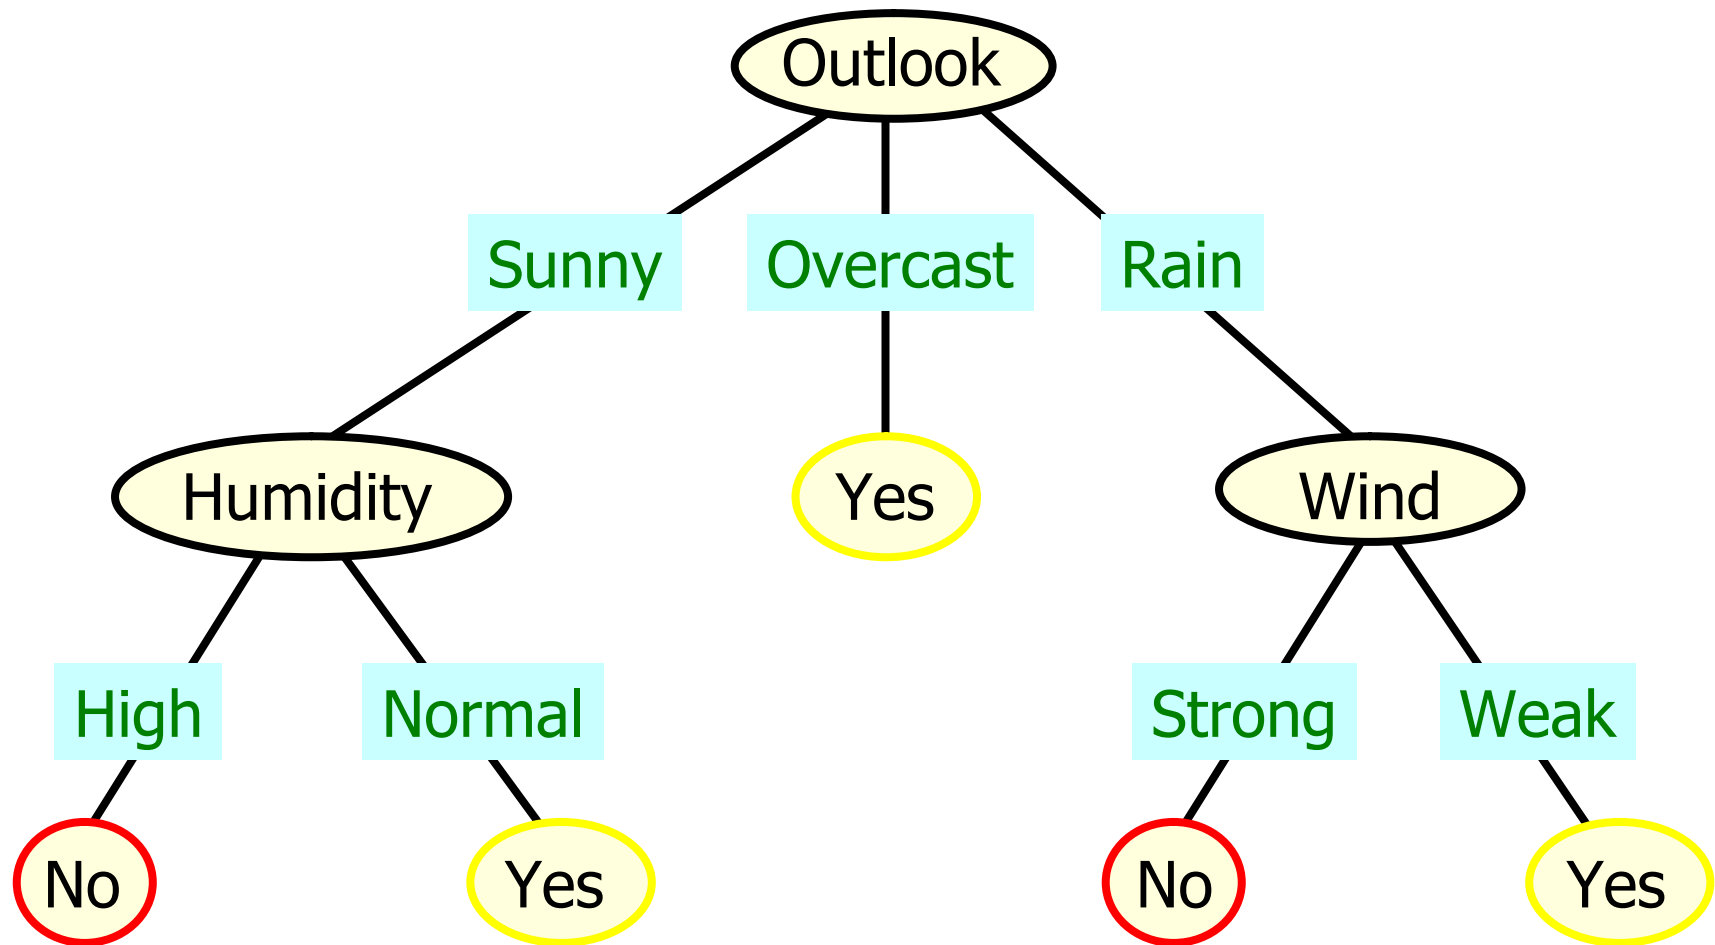 Outlook
Sunny Overcast Rain
Humidity Yes Wind
High Normal Strong Weak
No Yes No Yes